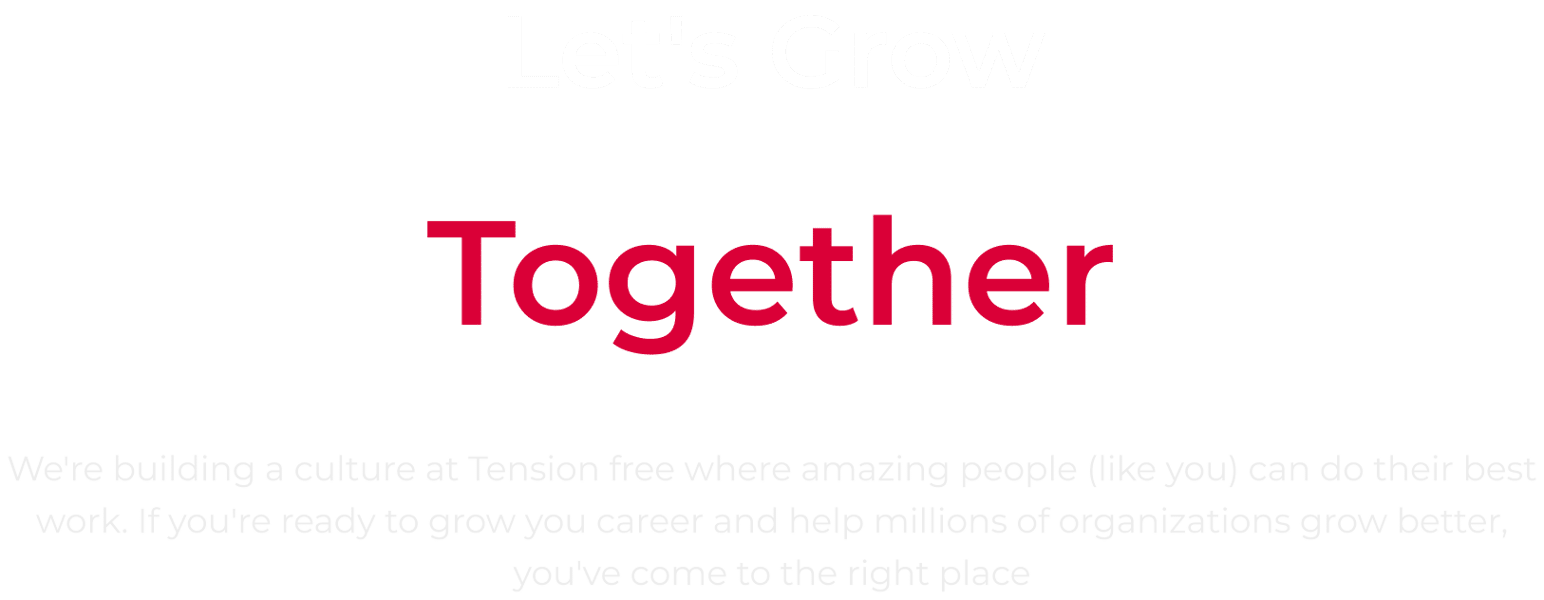 Let's Grow
Together
We're building a culture at Tension free where amazing people (like you) can do their best
work. If you're ready to grow you career and help millions of organizations grow better,
you've come to the right place